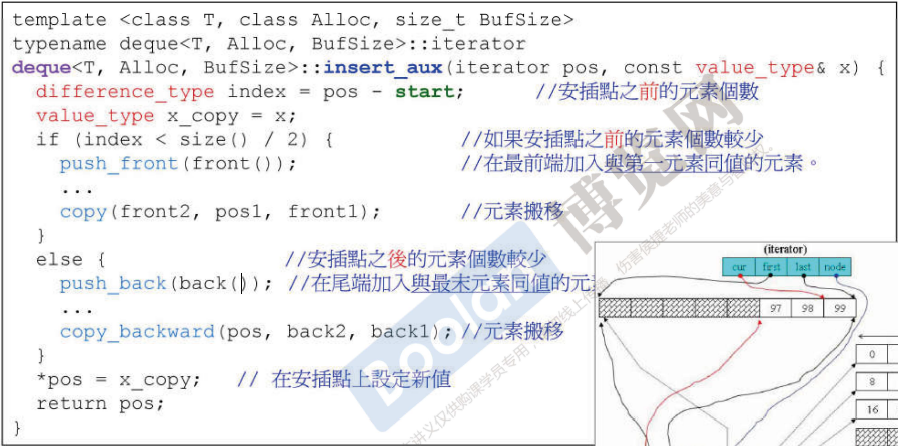 template <class T, class Alloc, size_t BufSize>
typename deque<T, Alloc, BufSize>::iterator
deque<T, Alloc, BufSize>::insert_aux(iterator pos, const value_type& x) {
difference_type index = pos - start; //安插點之前的元素個數
value_type x_copy = x;
if (index < size() / 2) { //如果安插點之前的元素個數較少
push_front(front()); //在最前端加入與第一元素同值的元素。
...
copy(front2, pos1, front1); //元素搬移
}
else { //安插點之後的元素個數較少
push_back(back()); //在尾端加入與最末元素同值的元
...
copy_backward(pos, back2, back1); //元素搬移
}
*pos = x_copy; // 在安插點上設定新值
return pos;
}
(iterator)
cur first last node
97 98 99
0
8
16
Boolan 博览网